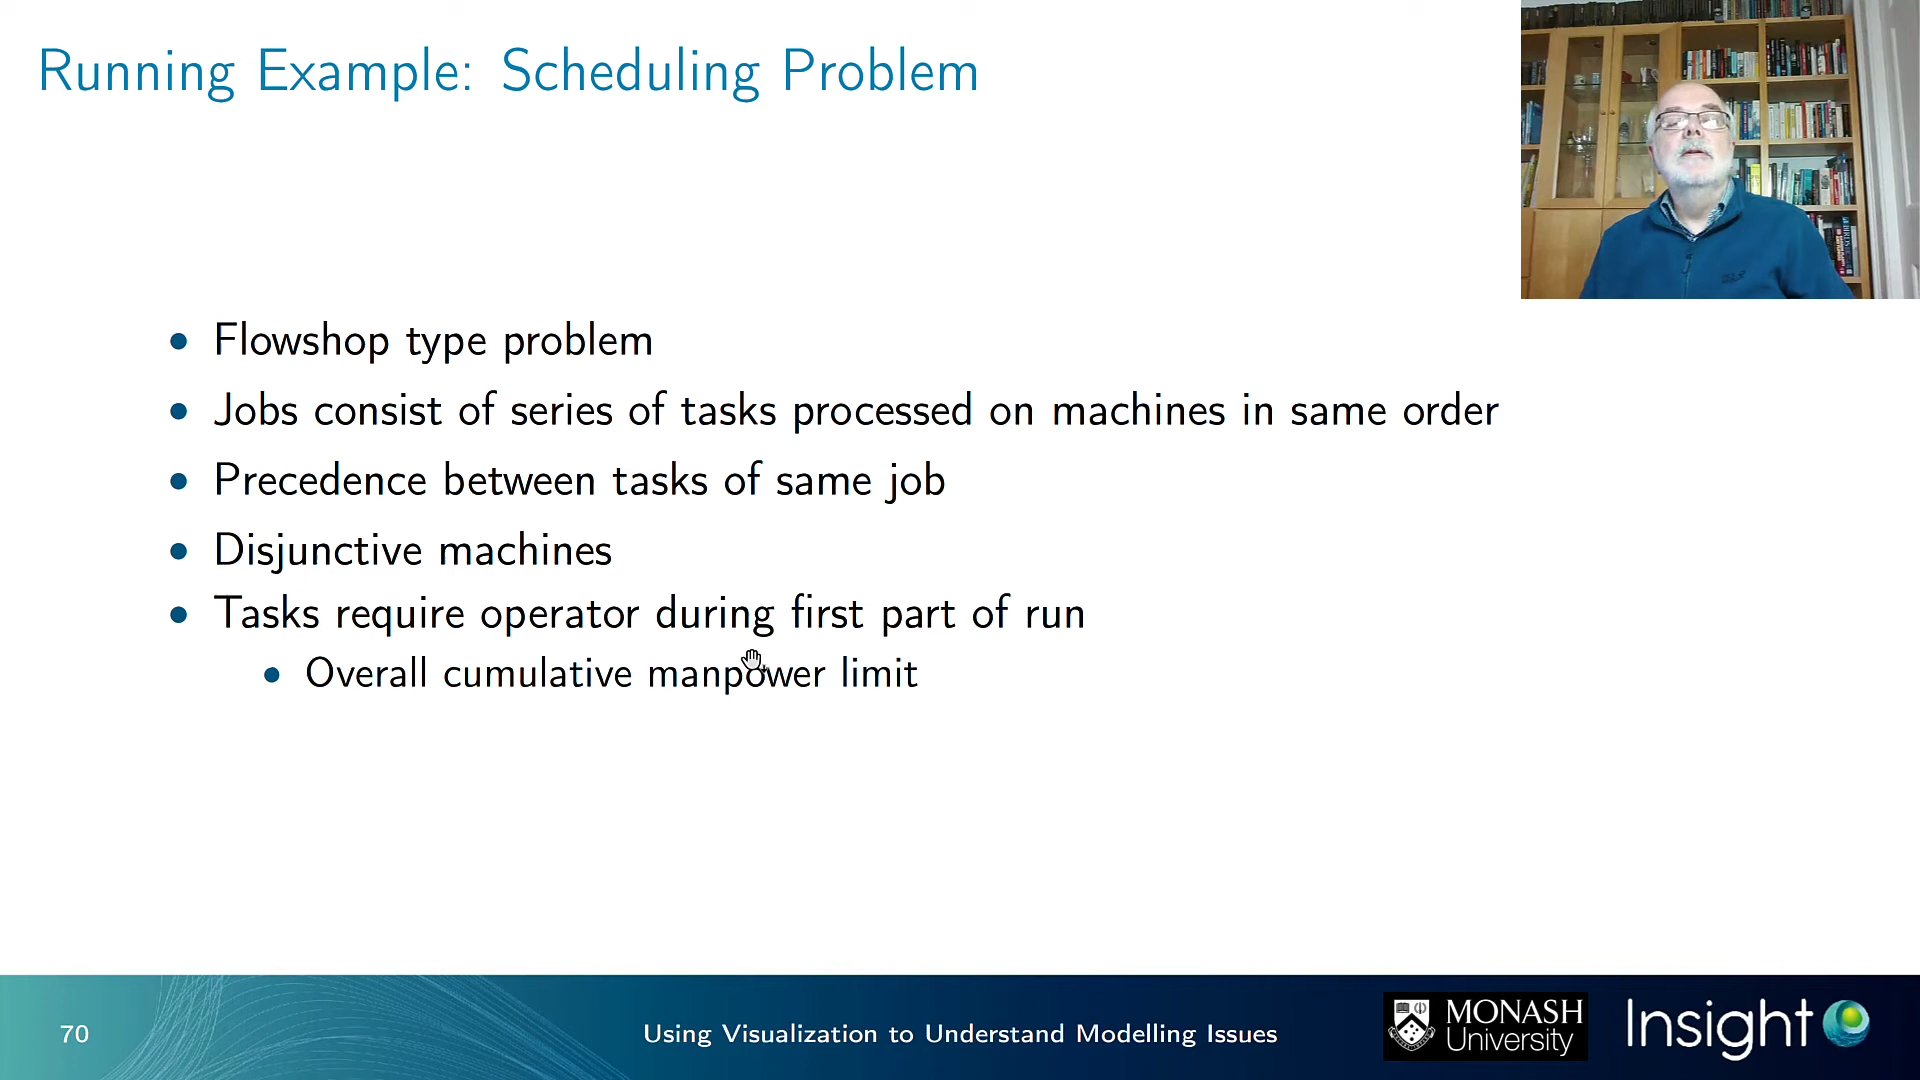 Running Example: Scheduling Problem
Flowshop type problem
Jobs consist of series of tasks processed on machines in same order
Precedence between tasks of same job
Disjunctive machines
Tasks require operator during first part of run
Overall cumulative manpower limit
70
Using Visualization to Understand Modelling Issues
MONASH
University
Insight